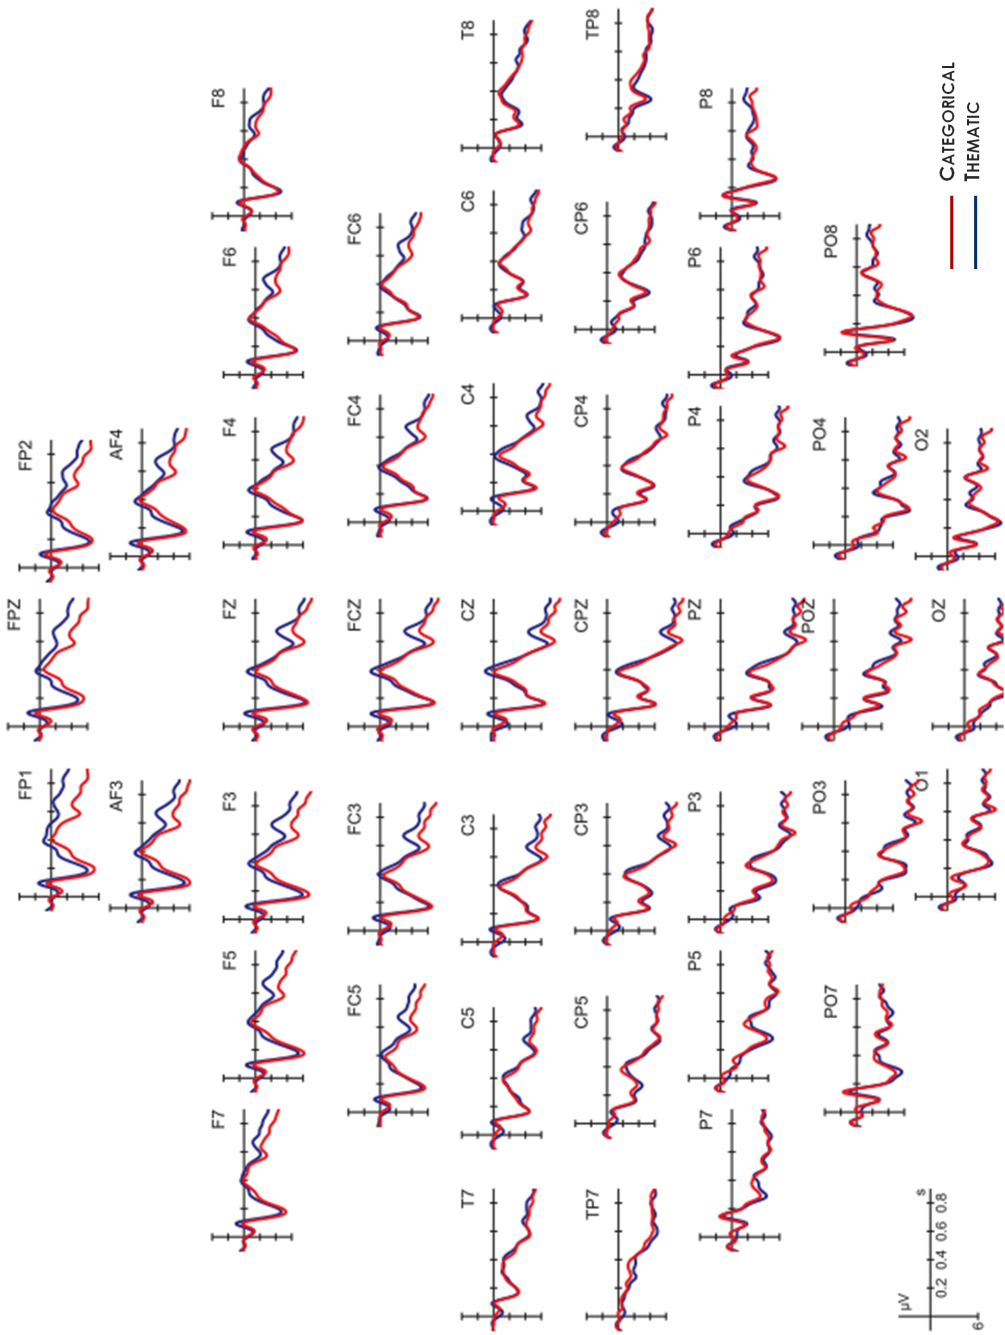 FP1
FPZ
FP2
AF3
AF4
F7
F5
F3
FZ
F4
F6
F8
FC5
FC3
FCZ
FC4
FC6
T7
C5
C3
CZ
C4
C6
T8
TP7
CP5
CP3
CPZ
CP4
CP6
TP8
P7
P5
P3
PZ
P4
P6
P8
PO7
PO3
POZ
PO4
PO8
O1
OZ
O2
µV
s
0.2 0.4 0.6 0.8
6
CATEGORICAL
THEMATIC